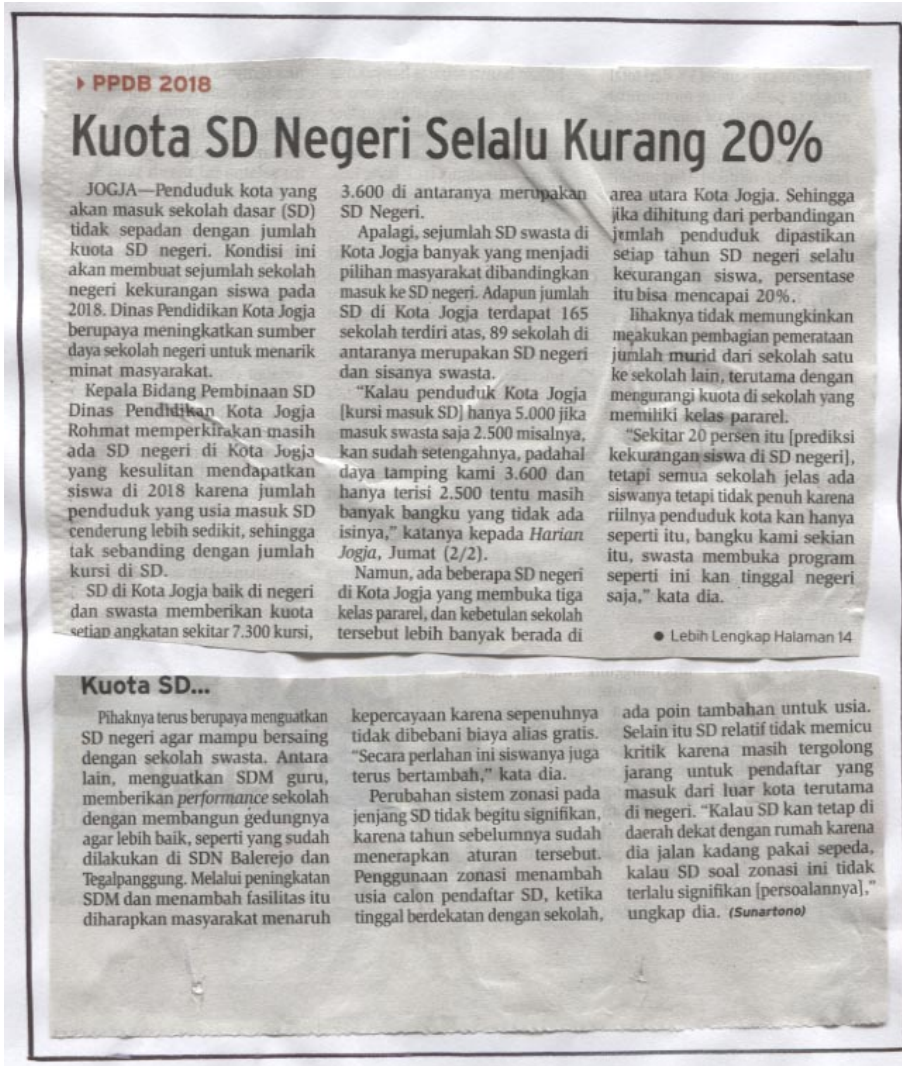 PPDB 2018
Kuota SD Negeri Selalu Kurang 20%
JOGJA—Penduduk kota yang
akan masuk sekolah dasar (SD)
tidak sepadan dengan jumlah
kuota SD negeri. Kondisi ini
akan membuat sejumlah sekolah
negeri kekurangan siswa pada
2018. Dinas Pendidikan Kota Jogja
berupaya meningkatkan sumber
daya sekolah negeri untuk menarik
minat masyarakat.
Kepala Bidang Pembinaan SD
Dinas Pendidikan Kota Jogja
Rohmat memperkirakan masih
ada SD negeri di Kota Jogja
yang kesulitan mendapatkan
siswa di 2018 karena jumlah
penduduk yang usia masuk SD
cenderung lebih sedikit, sehingga
tak sebanding dengan jumlah
kursi di SD.
SD di Kota Jogja baik di negeri
dan swasta memberikan kuota
setiap angkatan sekitar 7.300 kursi,
3.600 di antaranya merupakan
SD Negeri.
Apalagi, sejumlah SD swasta di
Kota Jogja banyak yang menjadi
pilihan masyarakat dibandingkan
masuk ke SD negeri. Adapun jumlah
SD di Kota Jogja terdapat 165
sekolah terdiri atas, 89 sekolah di
antaranya merupakan SD negeri
dan sisanya swasta.
"Kalau penduduk Kota Jogja
[kursi masuk SD] hanya 5.000 jika
masuk swasta saja 2.500 misalnya,
kan sudah setengahnya, padahal
daya tamping kami 3.600 dan
hanya terisi 2.500 tentu masih
banyak bangku yang tidak ada
isinya," katanya kepada Harian
Jogja, Jumat (2/2).
Namun, ada beberapa SD negeri
di Kota Jogja yang membuka tiga
kelas pararel, dan kebetulan sekolah
tersebut lebih banyak berada di
area utara Kota Jogja. Sehingga
jika dihitung dari perbandingan
jumlah penduduk dipastikan
setiap tahun SD negeri selalu
kekurangan siswa, persentase
itu bisa mencapai 20%.
lihaknya tidak memungkinkan
meakukan pembagian pemerataan
jumlah murid dari sekolah satu
ke sekolah lain, terutama dengan
mengurangi kuota di sekolah yang
memiliki kelas pararel.
"Sekitar 20 persen itu [prediksi
kekurangan siswa di SD negeri],
tetapi semua sekolah jelas ada
siswanya tetapi tidak penuh karena
riilnya penduduk kota kan hanya
seperti itu, bangku kami sekian
itu, swasta membuka program
seperti ini kan tinggal negeri
saja," kata dia.
● Lebih Lengkap Halaman 14
Kuota SD...
Pihaknya terus berupaya menguatkan
SD negeri agar mampu bersaing
dengan sekolah swasta. Antara
lain, menguatkan SDM guru,
memberikan performance sekolah
dengan membangun gedungnya
agar lebih baik, seperti yang sudah
dilakukan di SDN Balerejo dan
Tegalpanggung. Melalui peningkatan
SDM dan menambah fasilitas itu
diharapkan masyarakat menaruh
kepercayaan karena sepenuhnya
tidak dibebani biaya alias gratis.
"Secara perlahan ini siswanya juga
terus bertambah," kata dia.
Perubahan sistem zonasi pada
jenjang SD tidak begitu signifikan,
karena tahun sebelumnya sudah
menerapkan aturan tersebut.
Penggunaan zonasi menambah
usia calon pendaftar SD, ketika
tinggal berdekatan dengan sekolah,
ada poin tambahan untuk usia.
Selain itu SD relatif tidak memicu
kritik karena masih tergolong
jarang untuk pendaftar yang
masuk dari luar kota terutama
di negeri. "Kalau SD kan tetap di
daerah dekat dengan rumah karena
dia jalan kadang pakai sepeda,
kalau SD soal zonasi ini tidak
terlalu signifikan [persoalannya],"
ungkap dia. (Sunartono)